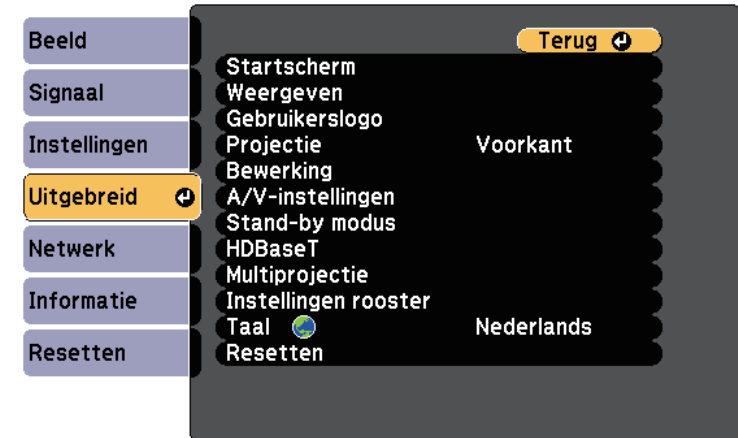 Beeld
Signaal
Instellingen
Uitgebreid
Netwerk
Informatie
Resetten
Terug
Startscherm
Weergeven
Gebruikerslogo
Projectie Voorkant
Bewerking
A/V-instellingen
Stand-by modus
HDBaseT
Multiprojectie
Instellingen rooster
Taal Nederlands
Resetten